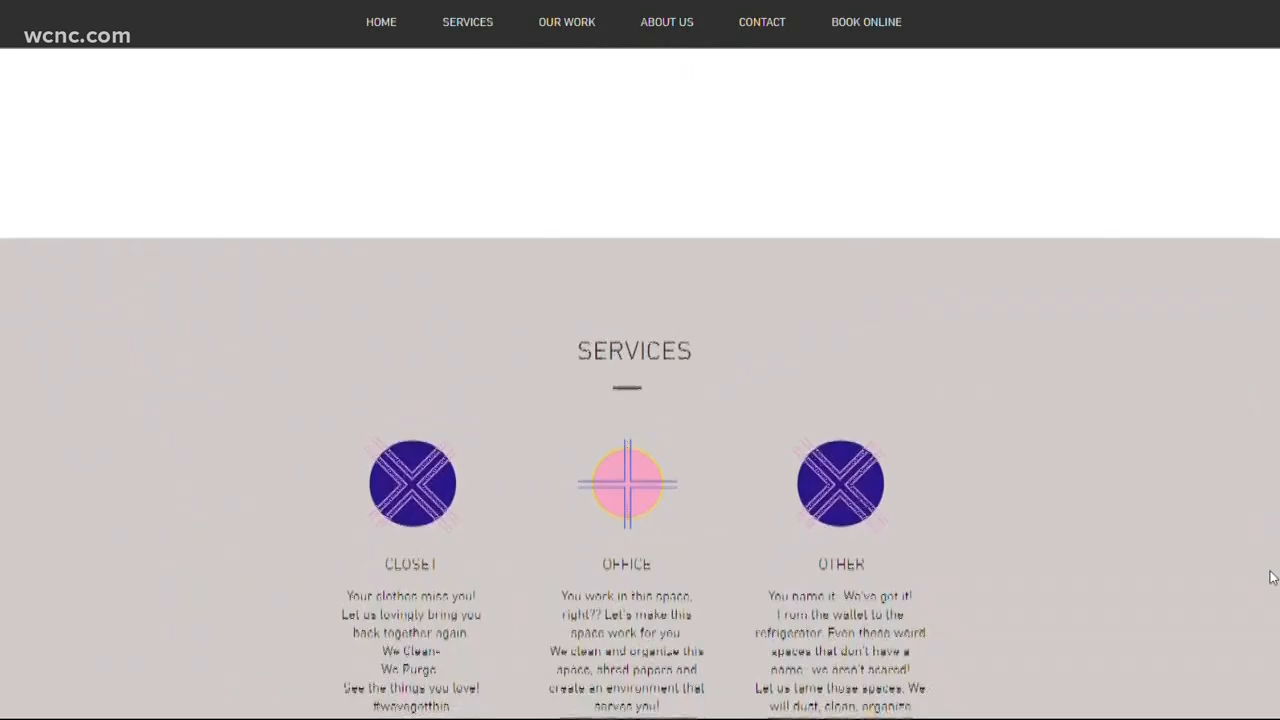 HOME SERVICES OUR WORK ABOUT US CONTACT BOOK ONLINE
wcnc.com
SERVICES
CLOSET
Your clothes miss you!
Let us lovingly bring you
back together again.
We Clean-
We Purge
See the things you love!
#wevegotthis
OFFICE
You work in this space,
right?? Let's make this
space work for you
We clean and organize this
space, shred papers and
create an environment that
serves you!
OTHER
You name it. We've got it!
From the wallet to the
refrigerator. Even those weird
spaces that don't have a
name- we aren't scared!
Let us tame those spaces. We
will dust, clean, organize